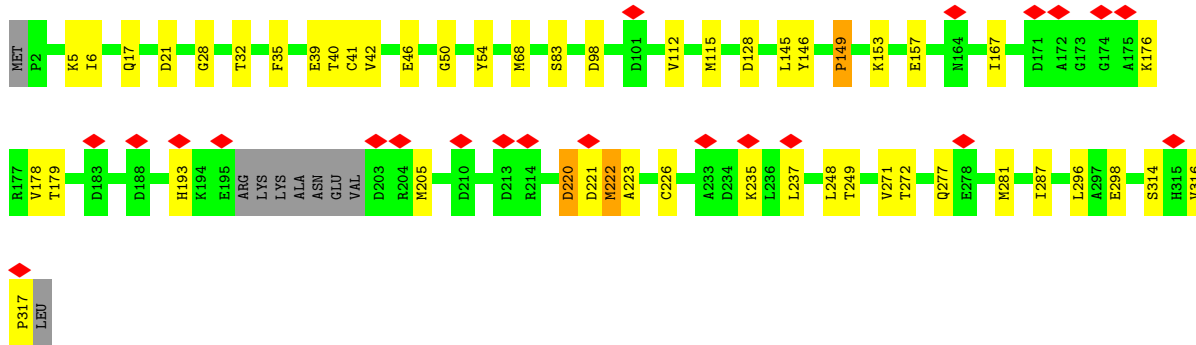 MET P2 K5 I6 Q17 D21 G28 T32 F35 E39 T40 C41 V42 E46 G50 Y54 M68 S83 D98 D101 V112 M115 D128 L145 Y146 P149 K153 E157 N164 I167 D171 A172 G173 G174 A175 K176
R177 V178 T179 D183 D188 H193 K194 E195 ARG LYS LYS ALA ASN GLU VAL D203 R204 M205 D210 D213 R214 D220 D221 M222 A223 C226 A233 D234 K235 L236 L237 L248 T249 V271 T272 Q277 E278 M281 I287 L296 A297 E298 S314 H315
P317 LEU